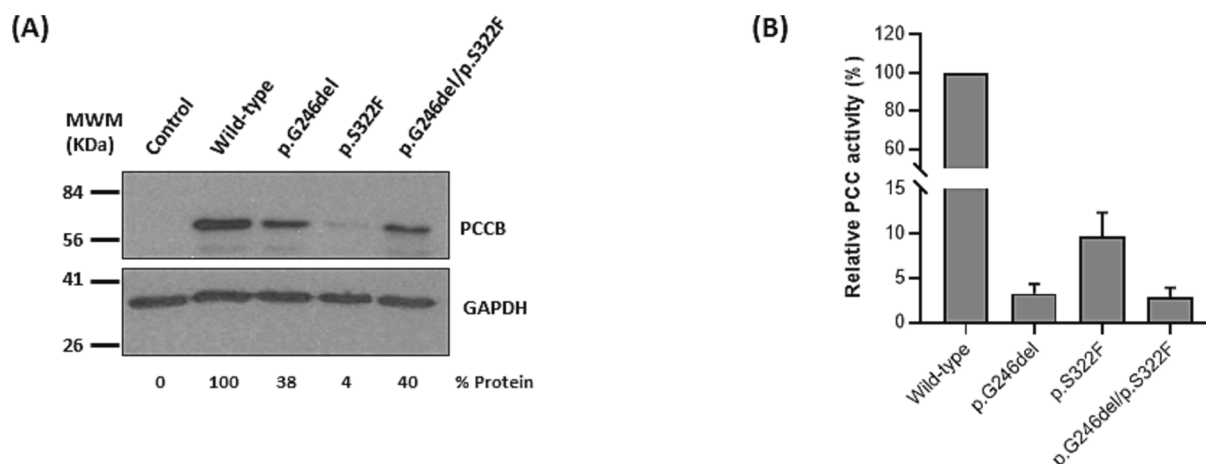 (A)
MWM
(KDa)
Control
Wild-type
p.G246del
p.S322F
p.G246del/p.S322F
84
56
PCCB
41
26
GAPDH
0 100 38 4 40 % Protein
(B)
Relative PCC activity (%)
120
100
80
60
15
10
5
0
Wild-type
p.G246del
p.S322F
p.G246del/p.S322F